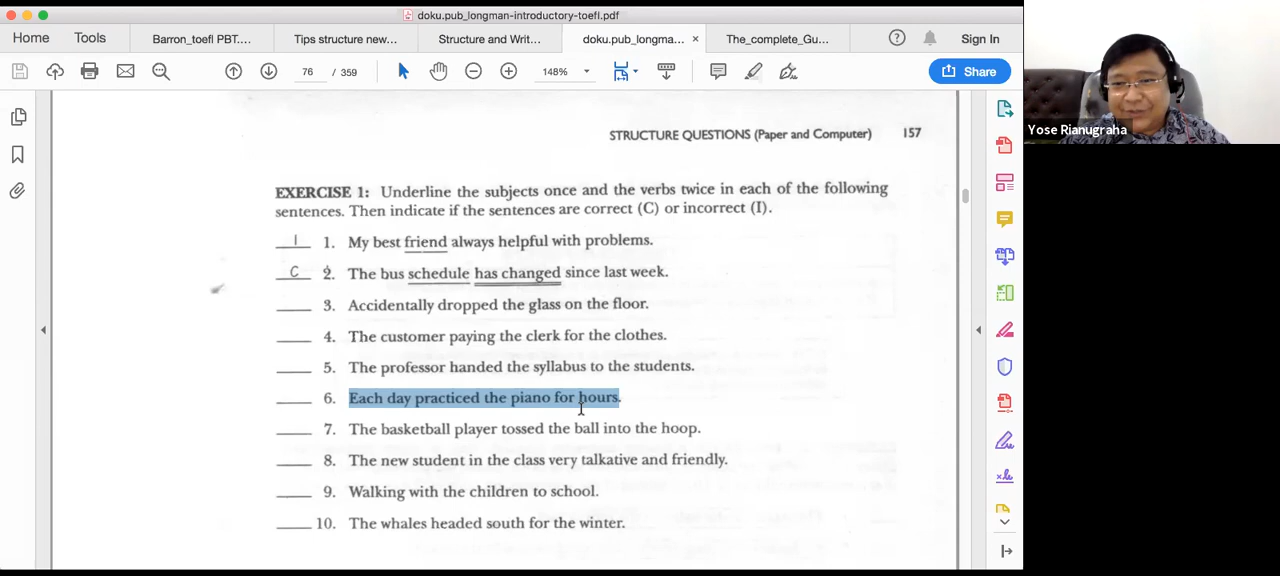 doku.pub_longman-introductory-toefl.pdf
Home Tools Barron_toefl PBT.... Tips structure new... Structure and Writ... doku.pub_longma... × The_complete_Gu... Sign In
76 / 359 148% Share
Yose Rianugraha
STRUCTURE QUESTIONS (Paper and Computer) 157
EXERCISE 1: Underline the subjects once and the verbs twice in each of the following
sentences. Then indicate if the sentences are correct (C) or incorrect (I).
I 1. My best friend always helpful with problems.
C 2. The bus schedule has changed since last week.
3. Accidentally dropped the glass on the floor.
4. The customer paying the clerk for the clothes.
5. The professor handed the syllabus to the students.
6. Each day practiced the piano for hours.
7. The basketball player tossed the ball into the hoop.
8. The new student in the class very talkative and friendly.
9. Walking with the children to school.
10. The whales headed south for the winter.